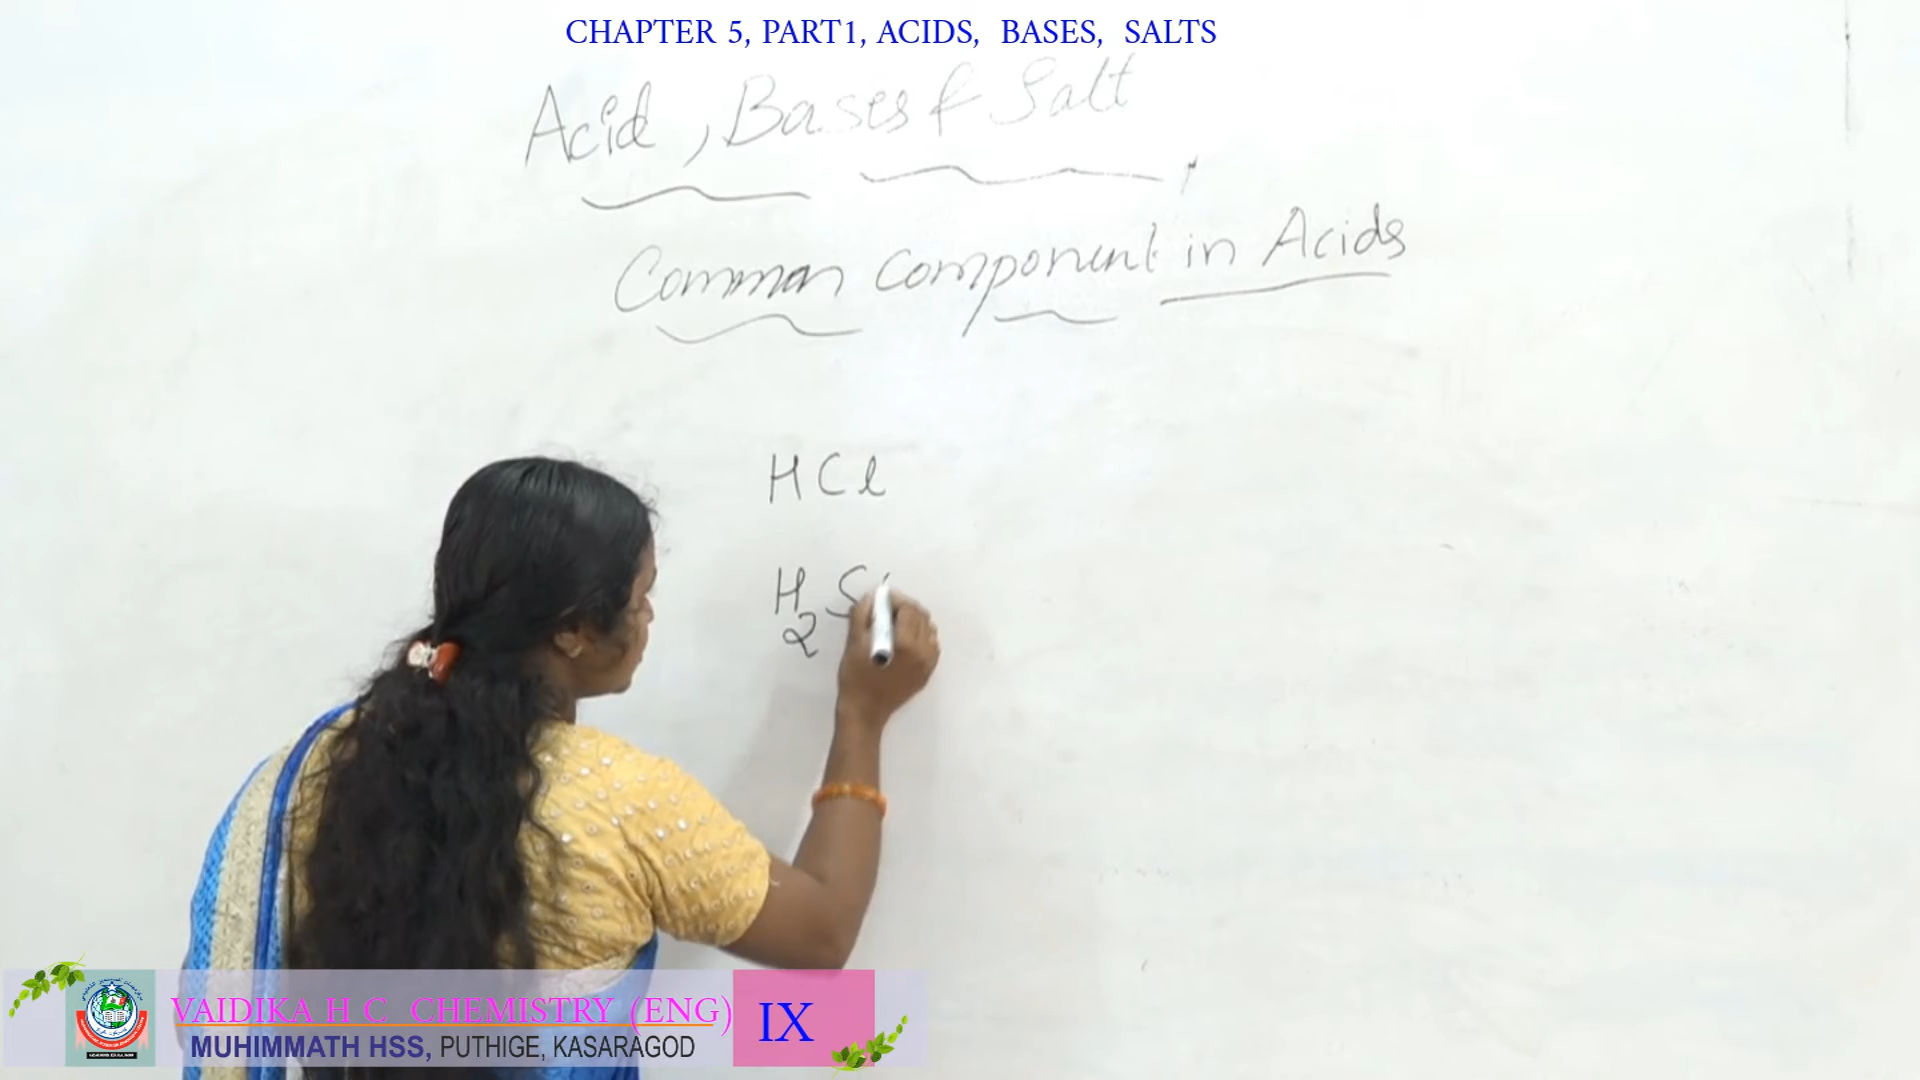 CHAPTER 5, PART1, ACIDS, BASES, SALTS
Acid, Bases & Salt
Common component in Acids
HCl
H2S
VAIDIKA H C CHEMISTRY (ENG)
IX
MUHIMMATH HSS, PUTHIGE, KASARAGOD